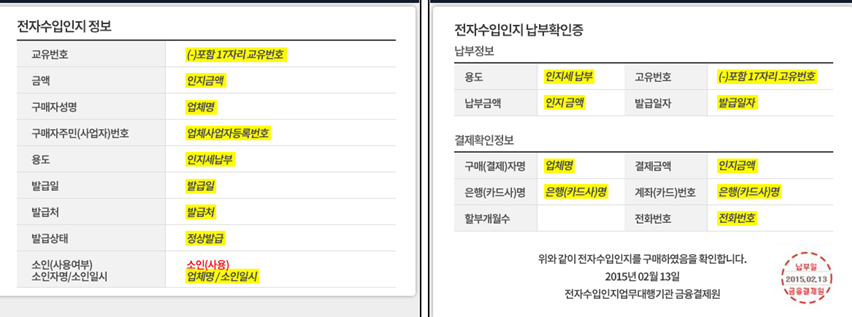 전자수입인지 정보
교유번호 (-)포함 17자리 교유번호
금액 인지금액
구매자성명 업체명
구매자주민(사업자)번호 업체사업자등록번호
용도 인지세납부
발급일 발급일
발급처 발급처
발급상태 정상발급
소인(사용여부) 소인(사용)
소인자명/소인일시 업체명 / 소인일시
전자수입인지 납부확인증
납부정보
용도 인지세 납부 고유번호 (-)포함 17자리 고유번호
납부금액 인지 금액 발급일자 발급일자
결제확인정보
구매(결제)자명 업체명 결제금액 인지금액
은행(카드사)명 은행(카드사)명 계좌(카드)번호 은행(카드사)명
할부개월수 전화번호 전화번호
위와 같이 전자수입인지를 구매하였음을 확인합니다.
2015년 02월 13일
전자수입인지업무대행기관 금융결제원
납부일
2015.02.13
금융결제원